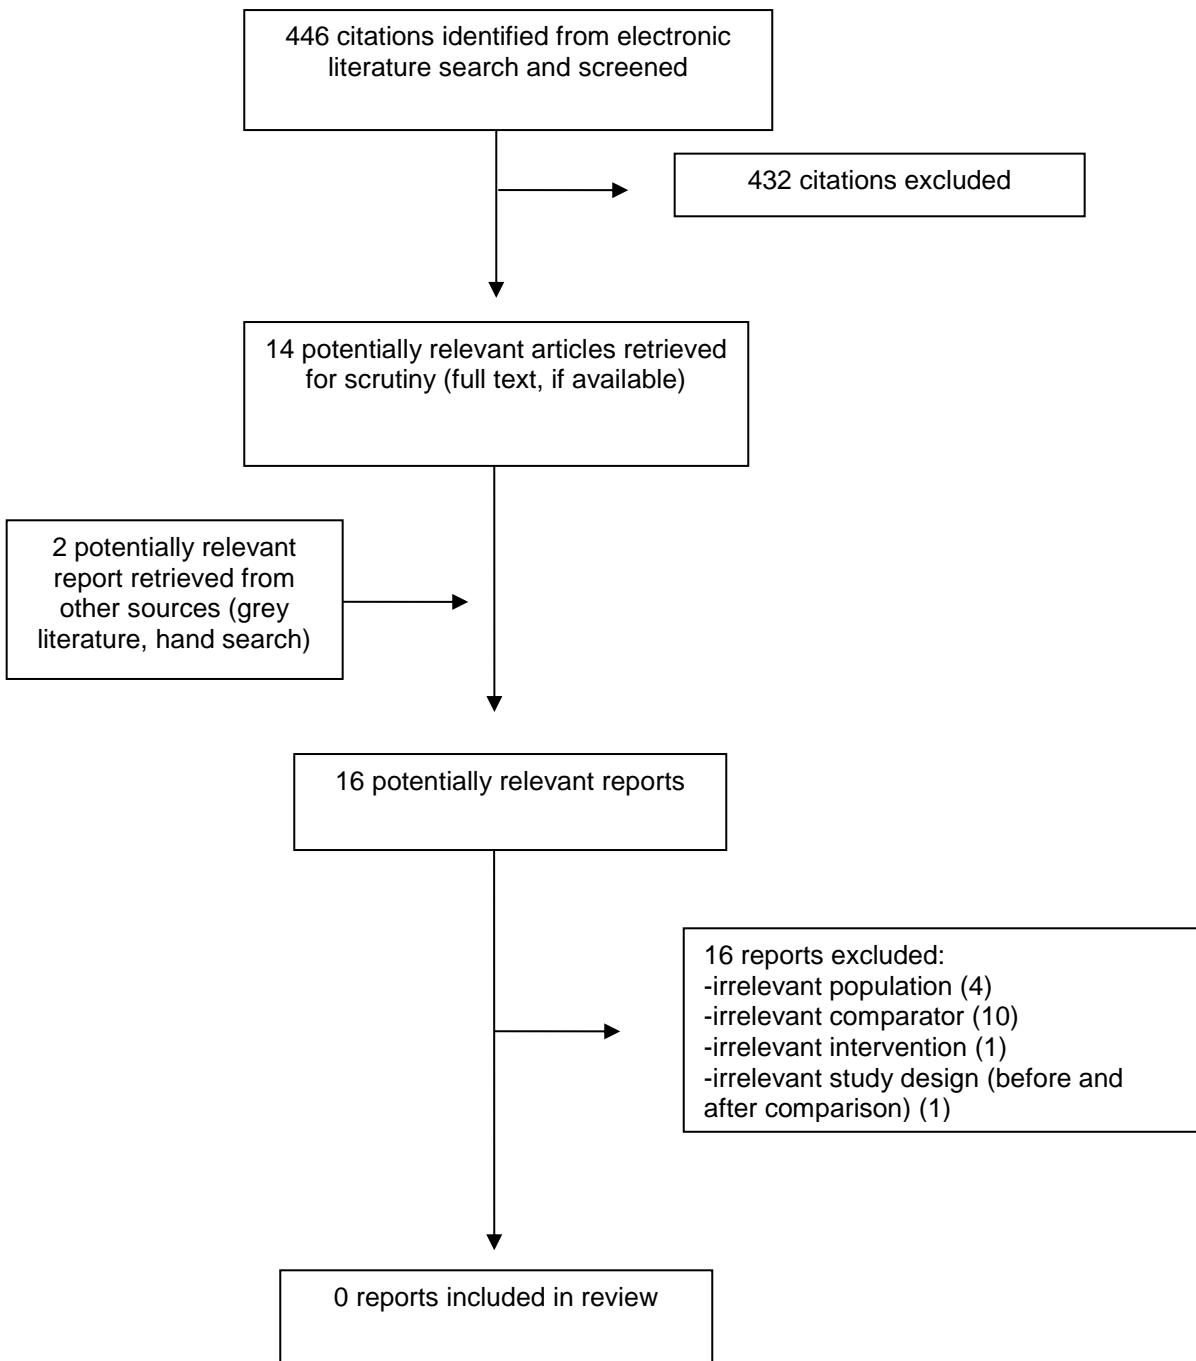 446 citations identified from electronic
literature search and screened
432 citations excluded
14 potentially relevant articles retrieved
for scrutiny (full text, if available)
2 potentially relevant
report retrieved from
other sources (grey
literature, hand search)
16 potentially relevant reports
16 reports excluded:
-irrelevant population (4)
-irrelevant comparator (10)
-irrelevant intervention (1)
-irrelevant study design (before and
after comparison) (1)
0 reports included in review